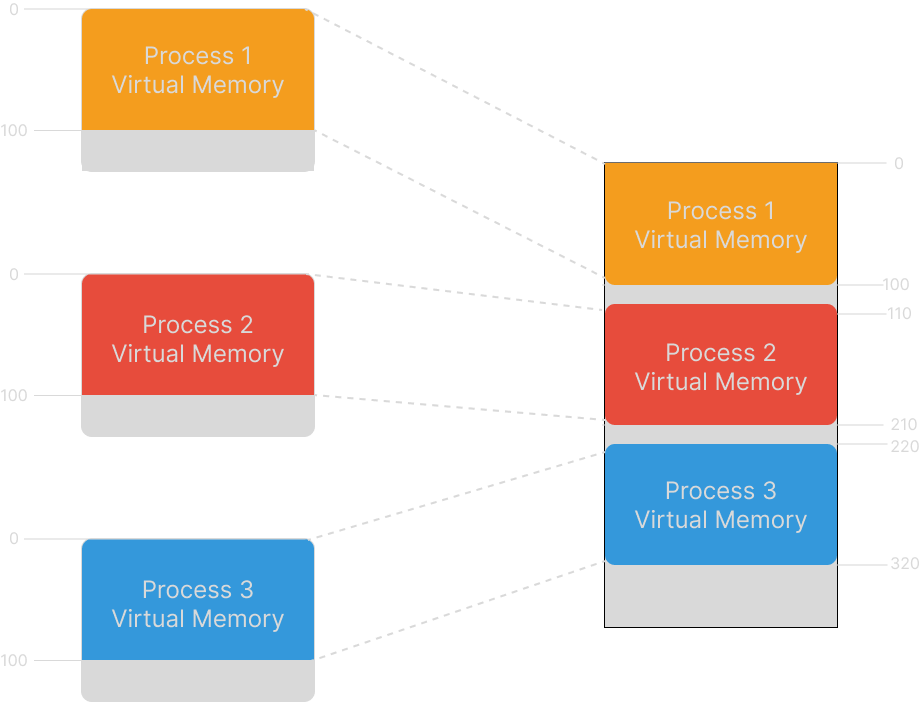 0
Process 1
Virtual Memory
100
0
Process 2
Virtual Memory
100
0
Process 3
Virtual Memory
100
0
Process 1
Virtual Memory
100
110
Process 2
Virtual Memory
210
220
Process 3
Virtual Memory
320